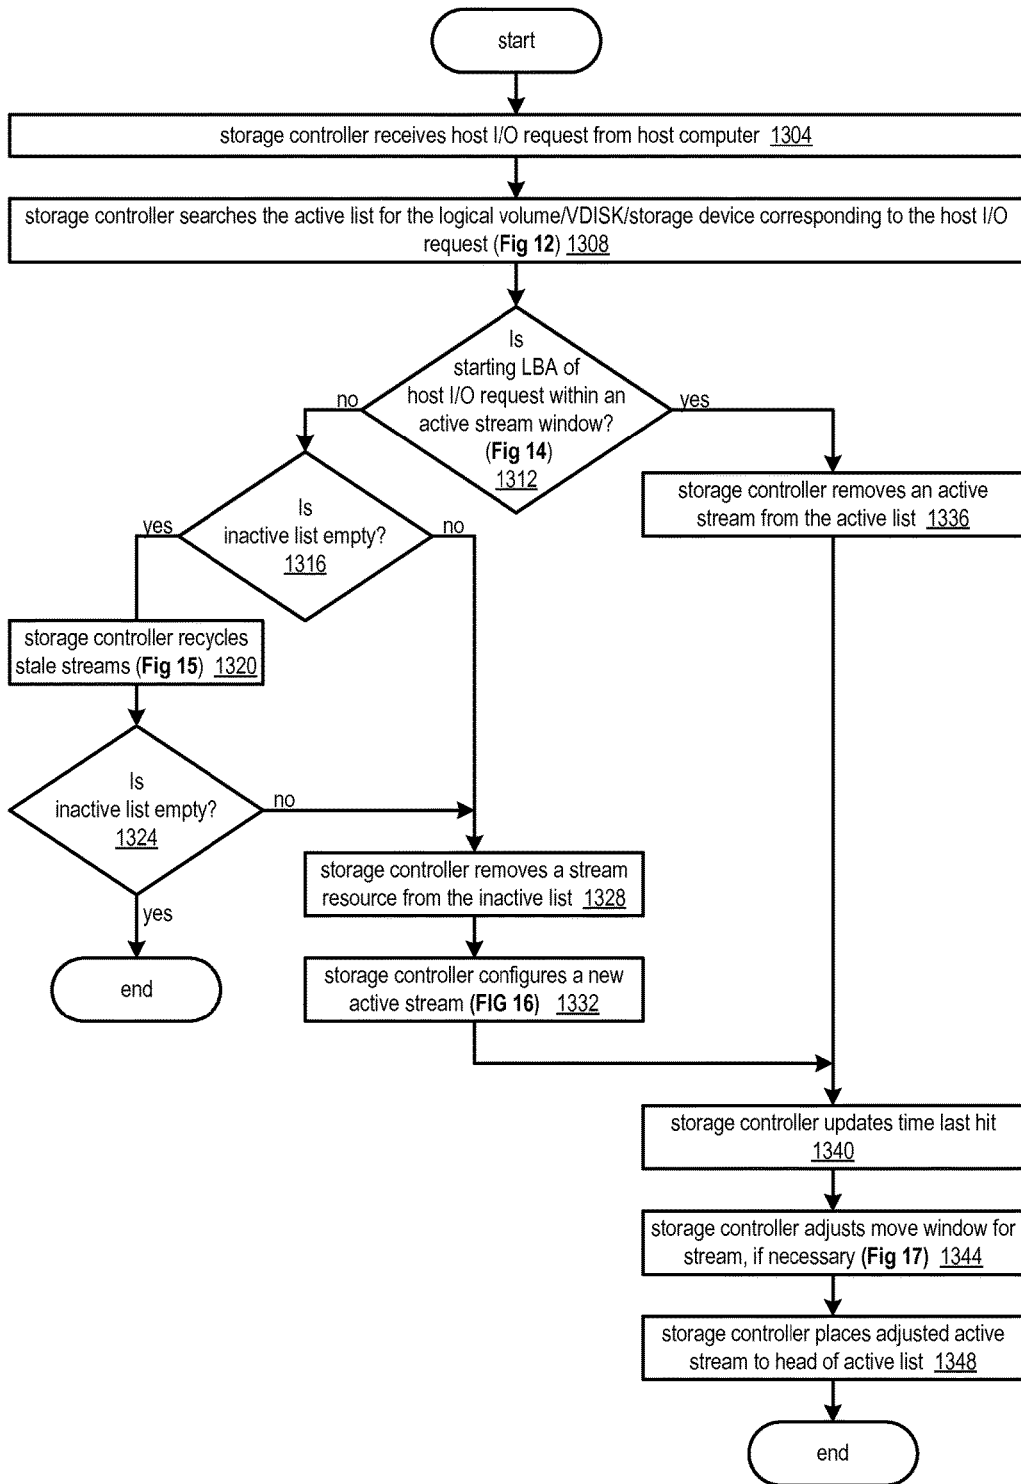 start
storage controller receives host I/O request from host computer 1304
storage controller searches the active list for the logical volume/VDISK/storage device corresponding to the host I/O
request (Fig 12) 1308
Is
starting LBA of
host I/O request within an
active stream window?
(Fig 14)
1312
no
yes
storage controller removes an active
stream from the active list 1336
Is
inactive list empty?
1316
yes
no
storage controller recycles
stale streams (Fig 15) 1320
Is
inactive list empty?
1324
no
yes
end
storage controller removes a stream
resource from the inactive list 1328
storage controller configures a new
active stream (FIG 16) 1332
storage controller updates time last hit
1340
storage controller adjusts move window for
stream, if necessary (Fig 17) 1344
storage controller places adjusted active
stream to head of active list 1348
end